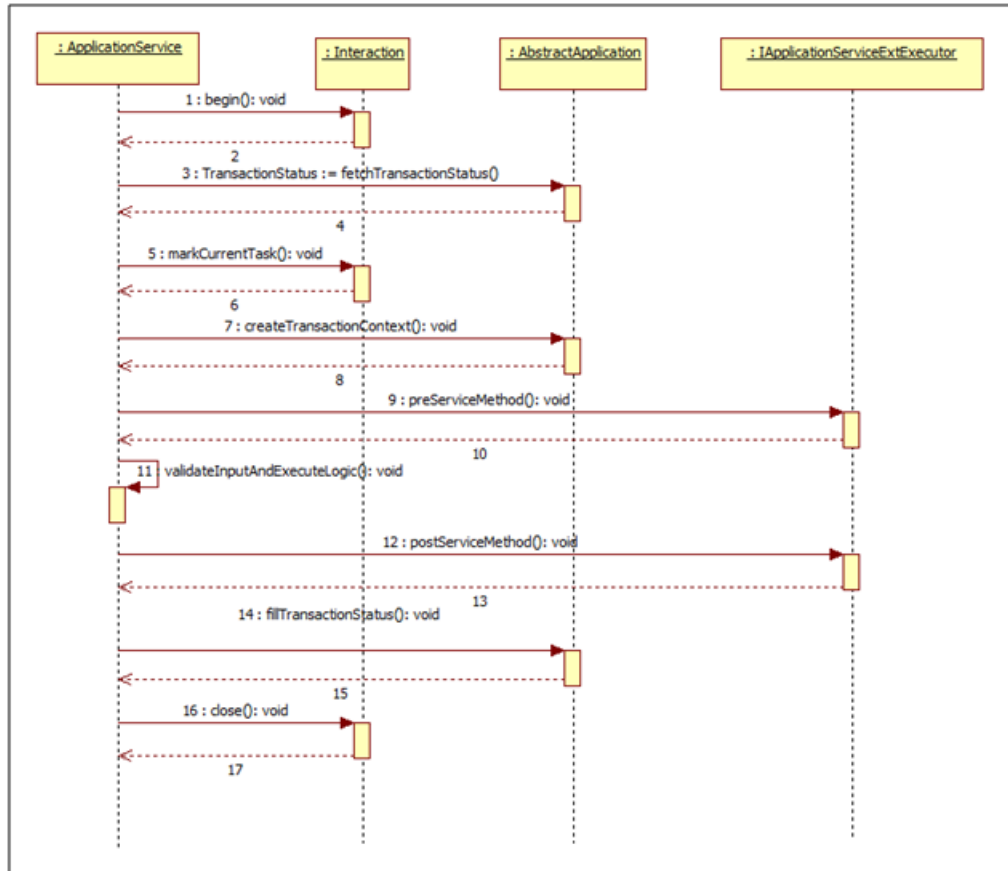 : ApplicationService
: Interaction
: AbstractApplication
: IApplicationServiceExtExecutor
1 : begin(): void
2
3 : TransactionStatus := fetchTransactionStatus()
4
5 : markCurrentTask(): void
6
7 : createTransactionContext(): void
8
9 : preServiceMethod(): void
10
11 : validateInputAndExecuteLogic(): void
12 : postServiceMethod(): void
13
14 : fillTransactionStatus(): void
15
16 : close(): void
17